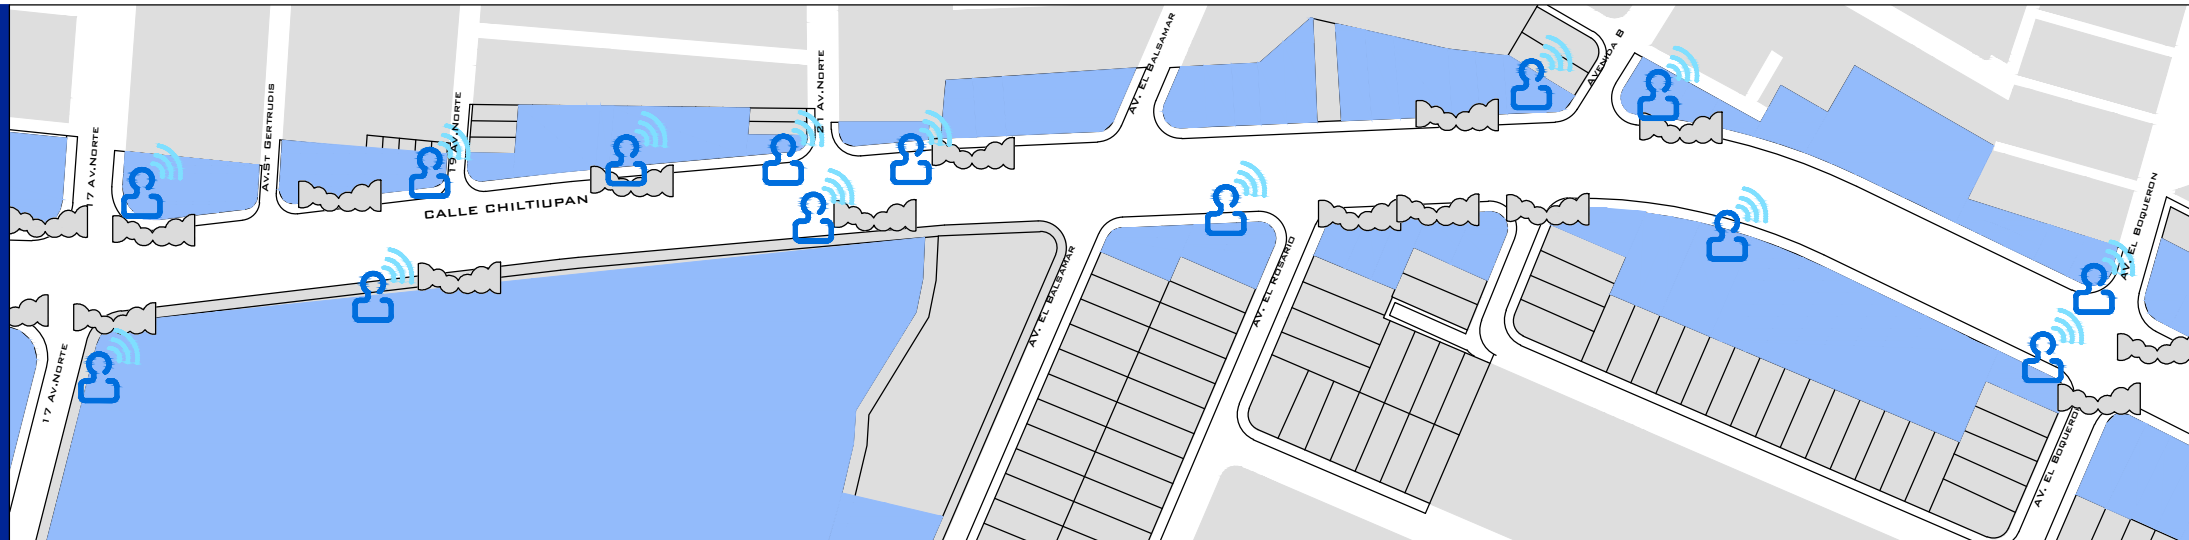 17 AV.NORTE
AV.ST GERTRUDIS
19 AV.NORTE
21 AV.NORTE
AV. EL BALSAMAR
AVENIDA B
AV. EL BOQUERON
CALLE CHILTIUPAN
17 AV.NORTE
AV. EL BALSAMAR
AV. EL ROSARIO
AV. EL BOQUERON